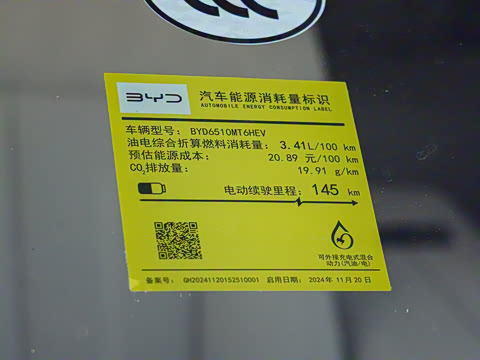 BYD
汽车能源消耗量标识
AUTOMOBILE ENERGY CONSUMPTION LABEL
车辆型号: BYD6510MT6HEV
油电综合折算燃料消耗量: 3.41L/100 km
预估能源成本: 20.89 元/100 km
CO2排放量: 19.91 g/km
电动续驶里程: 145 km
可外接充电式混合
动力(汽油/电)
备案号: GH20241120152510001 启用日期: 2024年 11月 20日